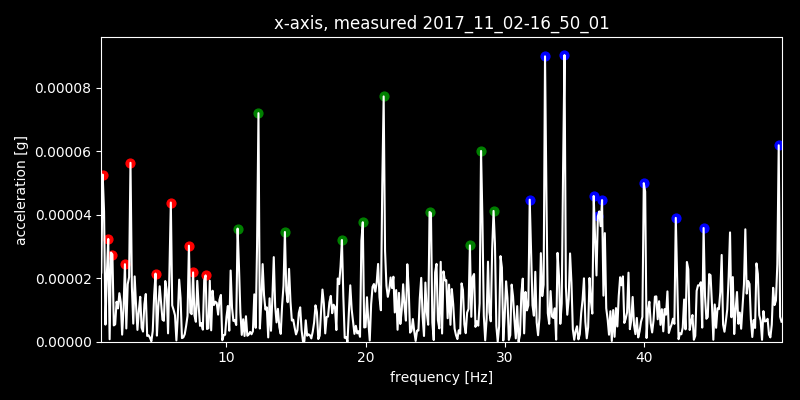 x-axis, measured 2017_11_02-16_50_01
0.00008
0.00006
0.00004
0.00002
0.00000
acceleration [g]
10 20 30 40
frequency [Hz]